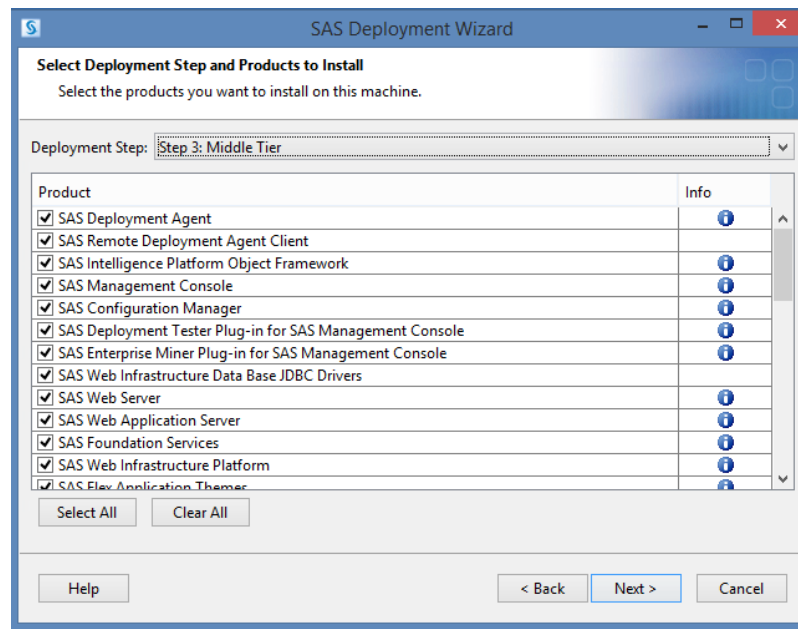 SAS Deployment Wizard
Select Deployment Step and Products to Install
Select the products you want to install on this machine.
Deployment Step: Step 3: Middle Tier
Product Info
SAS Deployment Agent
SAS Remote Deployment Agent Client
SAS Intelligence Platform Object Framework
SAS Management Console
SAS Configuration Manager
SAS Deployment Tester Plug-in for SAS Management Console
SAS Enterprise Miner Plug-in for SAS Management Console
SAS Web Infrastructure Data Base JDBC Drivers
SAS Web Server
SAS Web Application Server
SAS Foundation Services
SAS Web Infrastructure Platform
SAS Flex Application Themes
Select All Clear All
Help < Back Next > Cancel